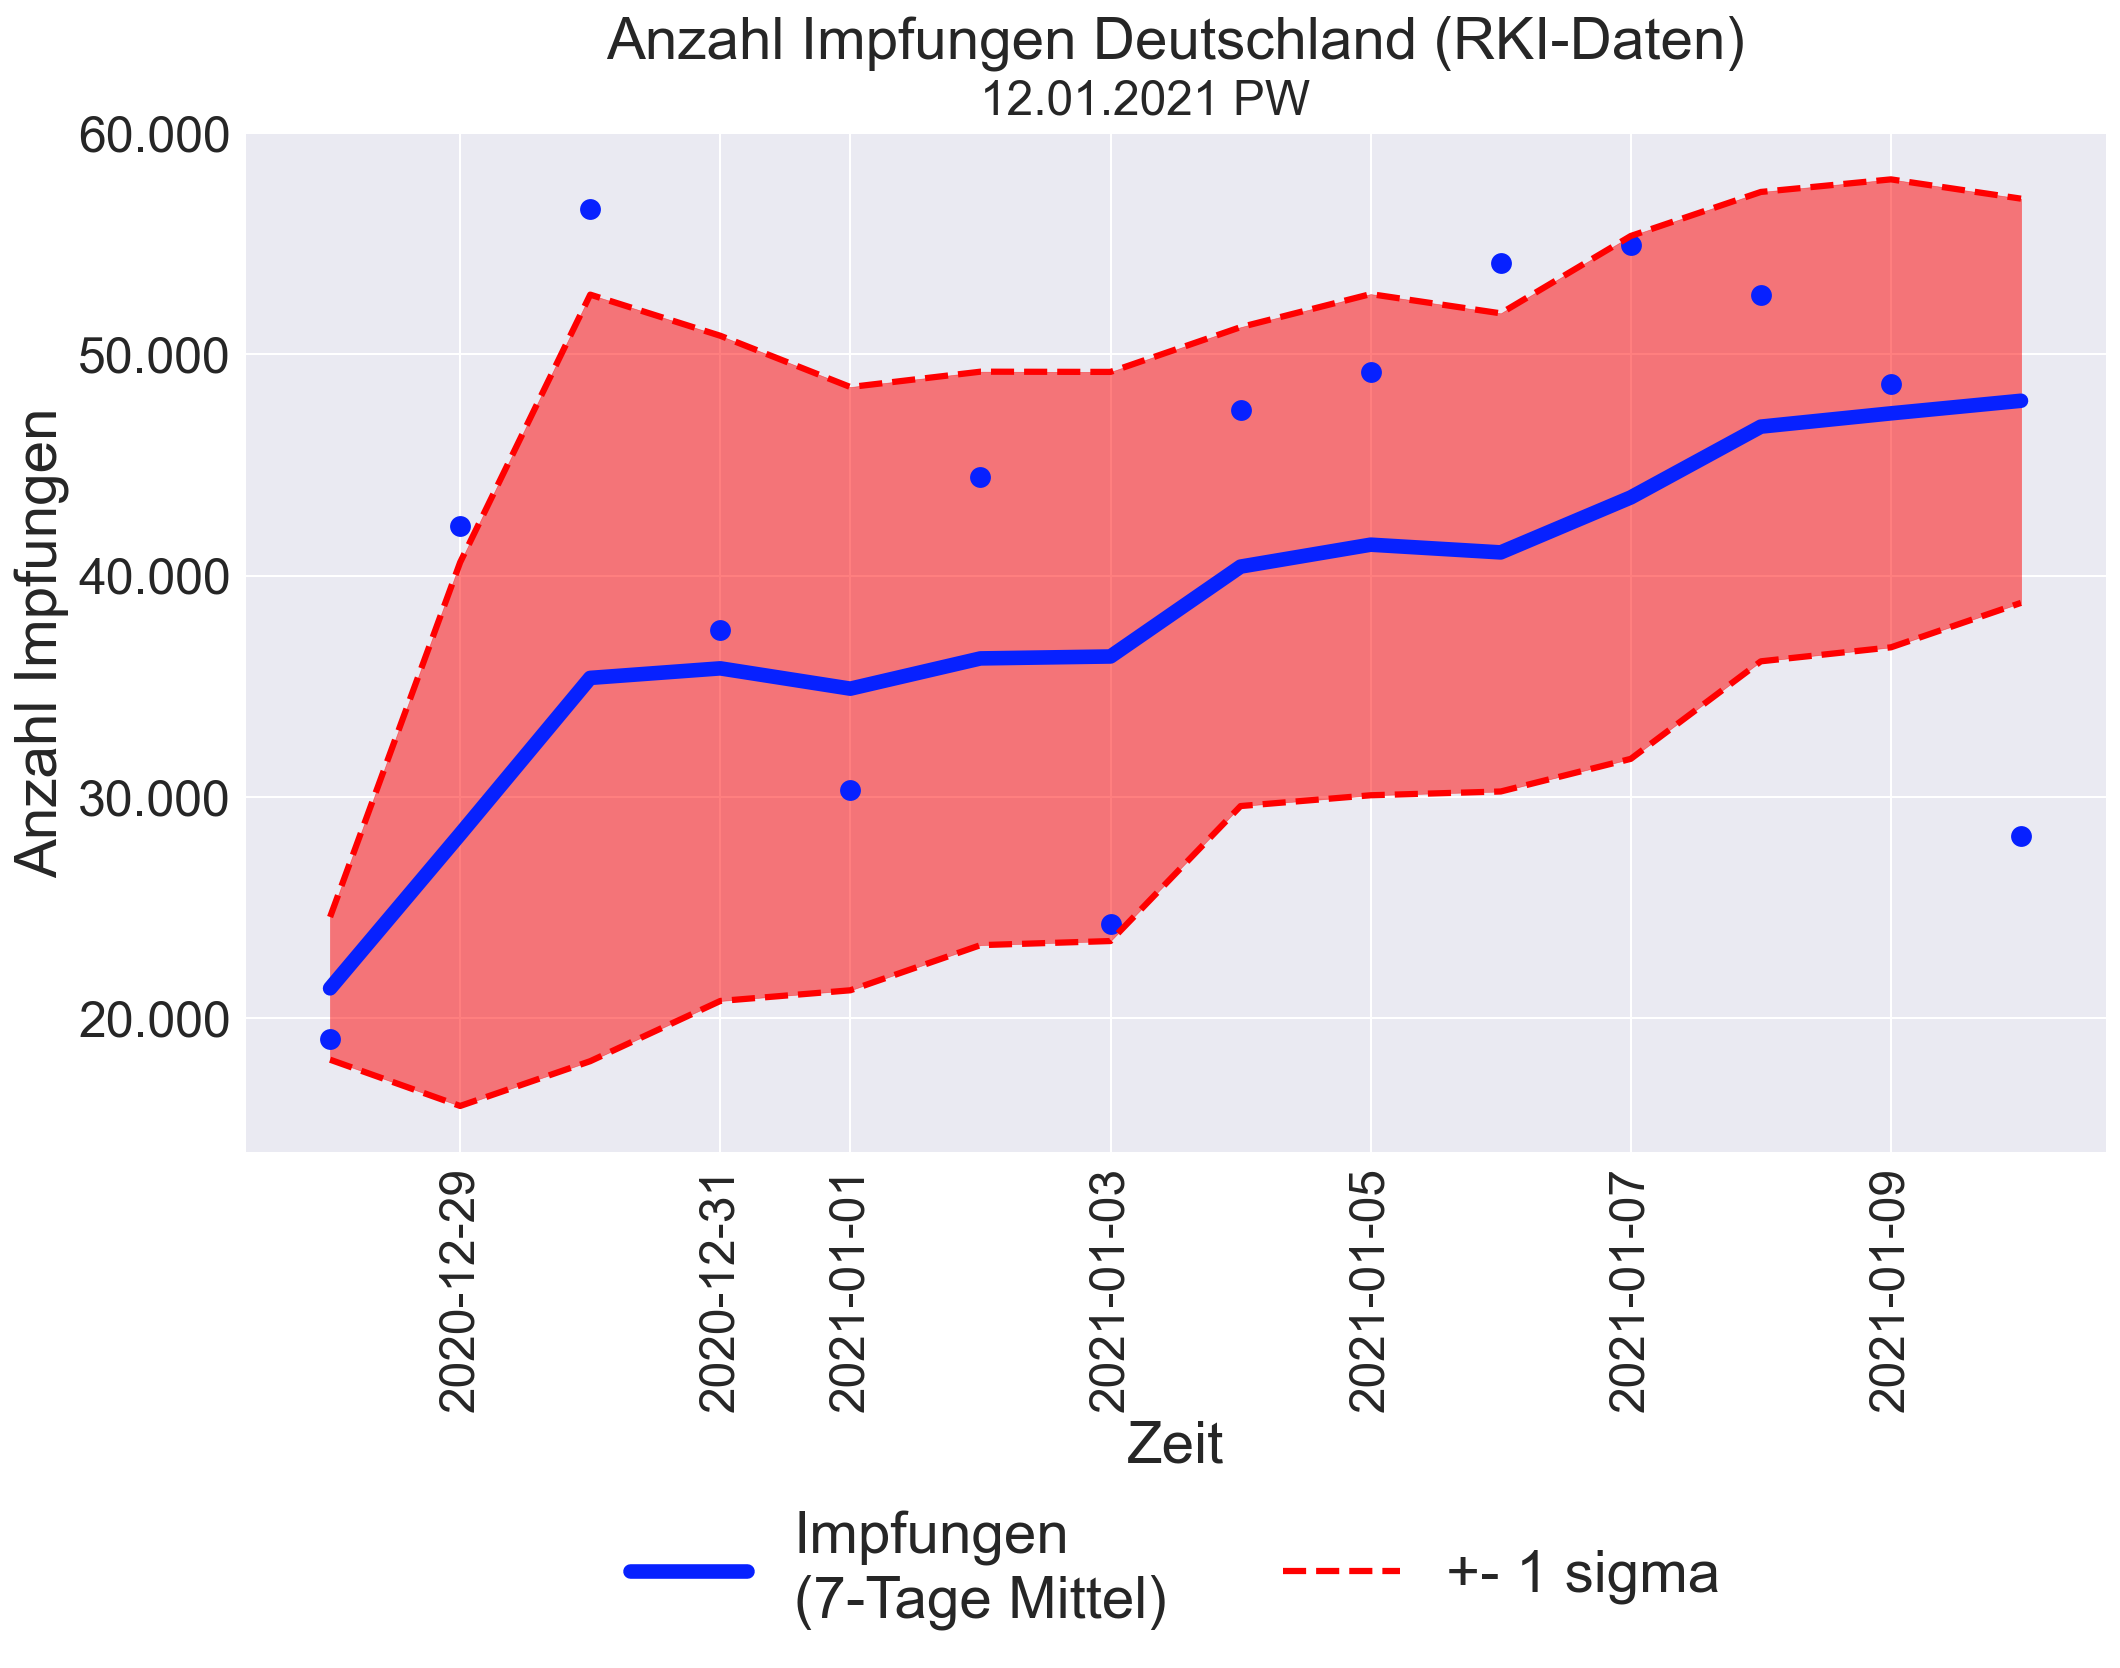 Anzahl Impfungen Deutschland (RKI-Daten)
12.01.2021 PW
60.000
50.000
40.000
30.000
20.000
Anzahl Impfungen
2020-12-29
2020-12-31
2021-01-01
2021-01-03
2021-01-05
2021-01-07
2021-01-09
Zeit
Impfungen
(7-Tage Mittel)
+- 1 sigma